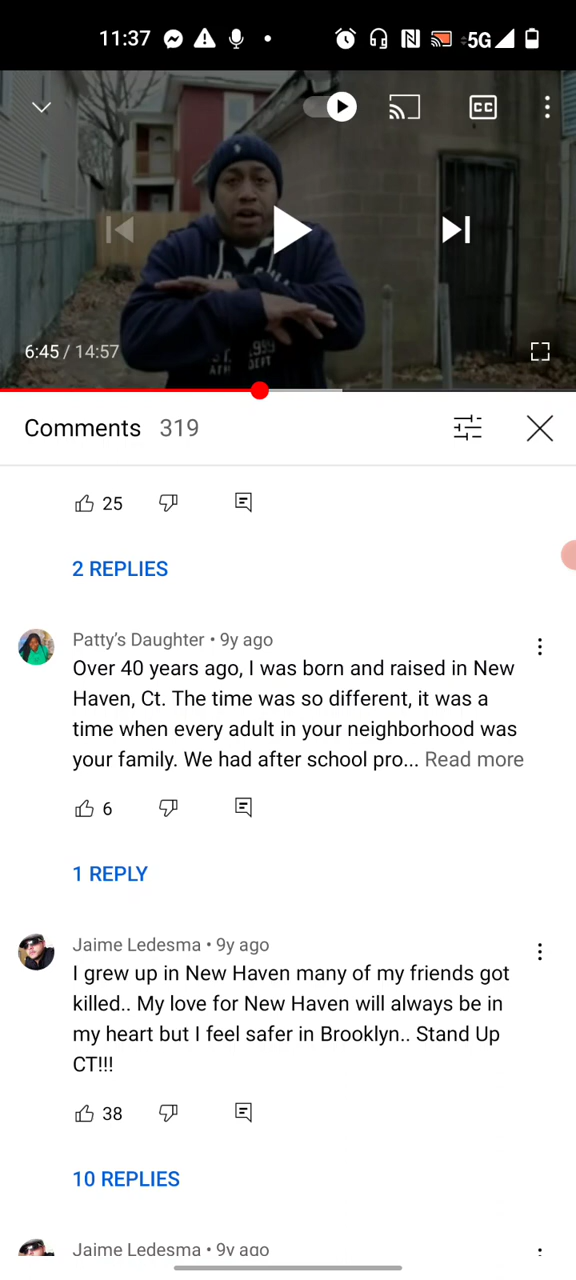 11:37
5G
CC
1999
DEPT
6:45 / 14:57
Comments 319
25
2 REPLIES
Patty's Daughter • 9y ago
Over 40 years ago, I was born and raised in New
Haven, Ct. The time was so different, it was a
time when every adult in your neighborhood was
your family. We had after school pro... Read more
6
1 REPLY
Jaime Ledesma • 9y ago
I grew up in New Haven many of my friends got
killed.. My love for New Haven will always be in
my heart but I feel safer in Brooklyn.. Stand Up
CT!!!
38
10 REPLIES
Jaime Ledesma • 9y ago